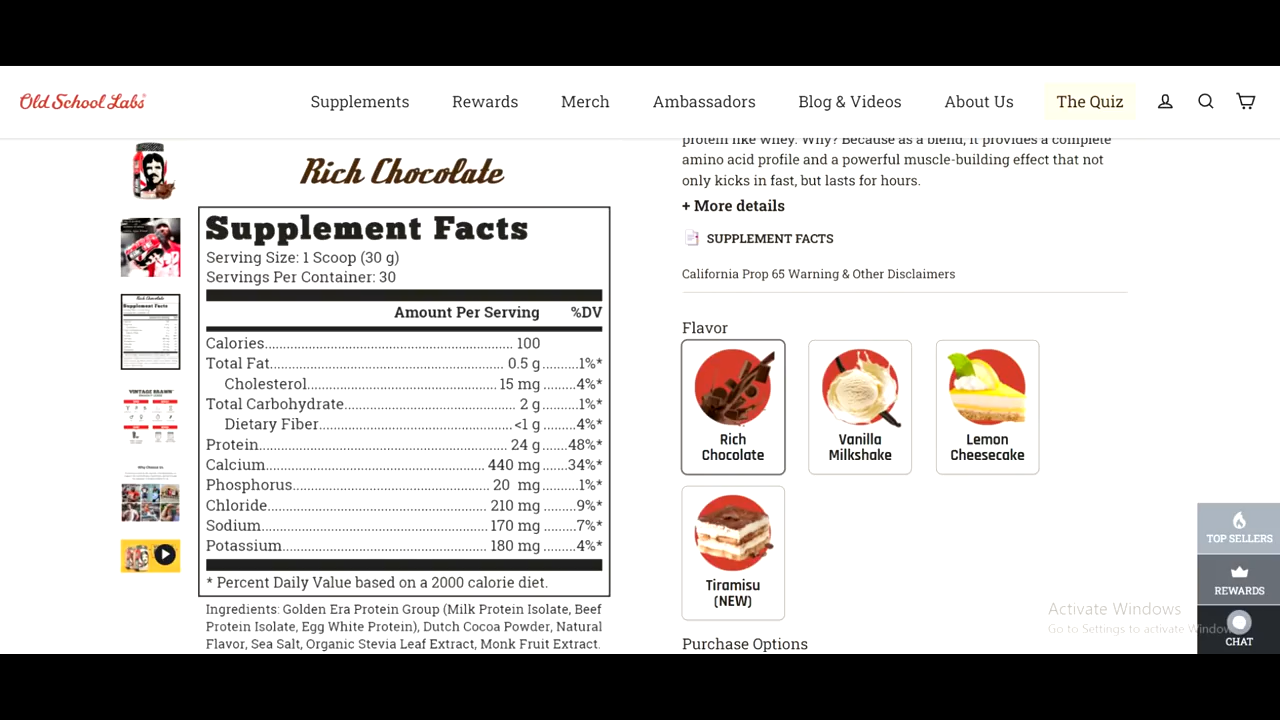 Old School Labs
Supplements
Rewards
Merch
Ambassadors
Blog & Videos
About Us
The Quiz
Rich Chocolate
Supplement Facts
Serving Size: 1 Scoop (30 g)
Servings Per Container: 30
Amount Per Serving %DV
Calories 100
Total Fat 0.5 g 1%*
Cholesterol 15 mg 4%*
Total Carbohydrate 2 g 1%*
Dietary Fiber <1 g 4%*
Protein 24 g 48%*
Calcium 440 mg 34%*
Phosphorus 20 mg 1%*
Chloride 210 mg 9%*
Sodium 170 mg 7%*
Potassium 180 mg 4%*
* Percent Daily Value based on a 2000 calorie diet.
Ingredients: Golden Era Protein Group (Milk Protein Isolate, Beef
Protein Isolate, Egg White Protein), Dutch Cocoa Powder, Natural
Flavor, Sea Salt, Organic Stevia Leaf Extract, Monk Fruit Extract.
protein like whey. Why? Because as a blend, it provides a complete
amino acid profile and a powerful muscle-building effect that not
only kicks in fast, but lasts for hours.
+ More details
SUPPLEMENT FACTS
California Prop 65 Warning & Other Disclaimers
Flavor
Rich
Chocolate
Vanilla
Milkshake
Lemon
Cheesecake
Tiramisu
(NEW)
Purchase Options
TOP SELLERS
REWARDS
CHAT
Activate Windows
Go to Settings to activate Windows